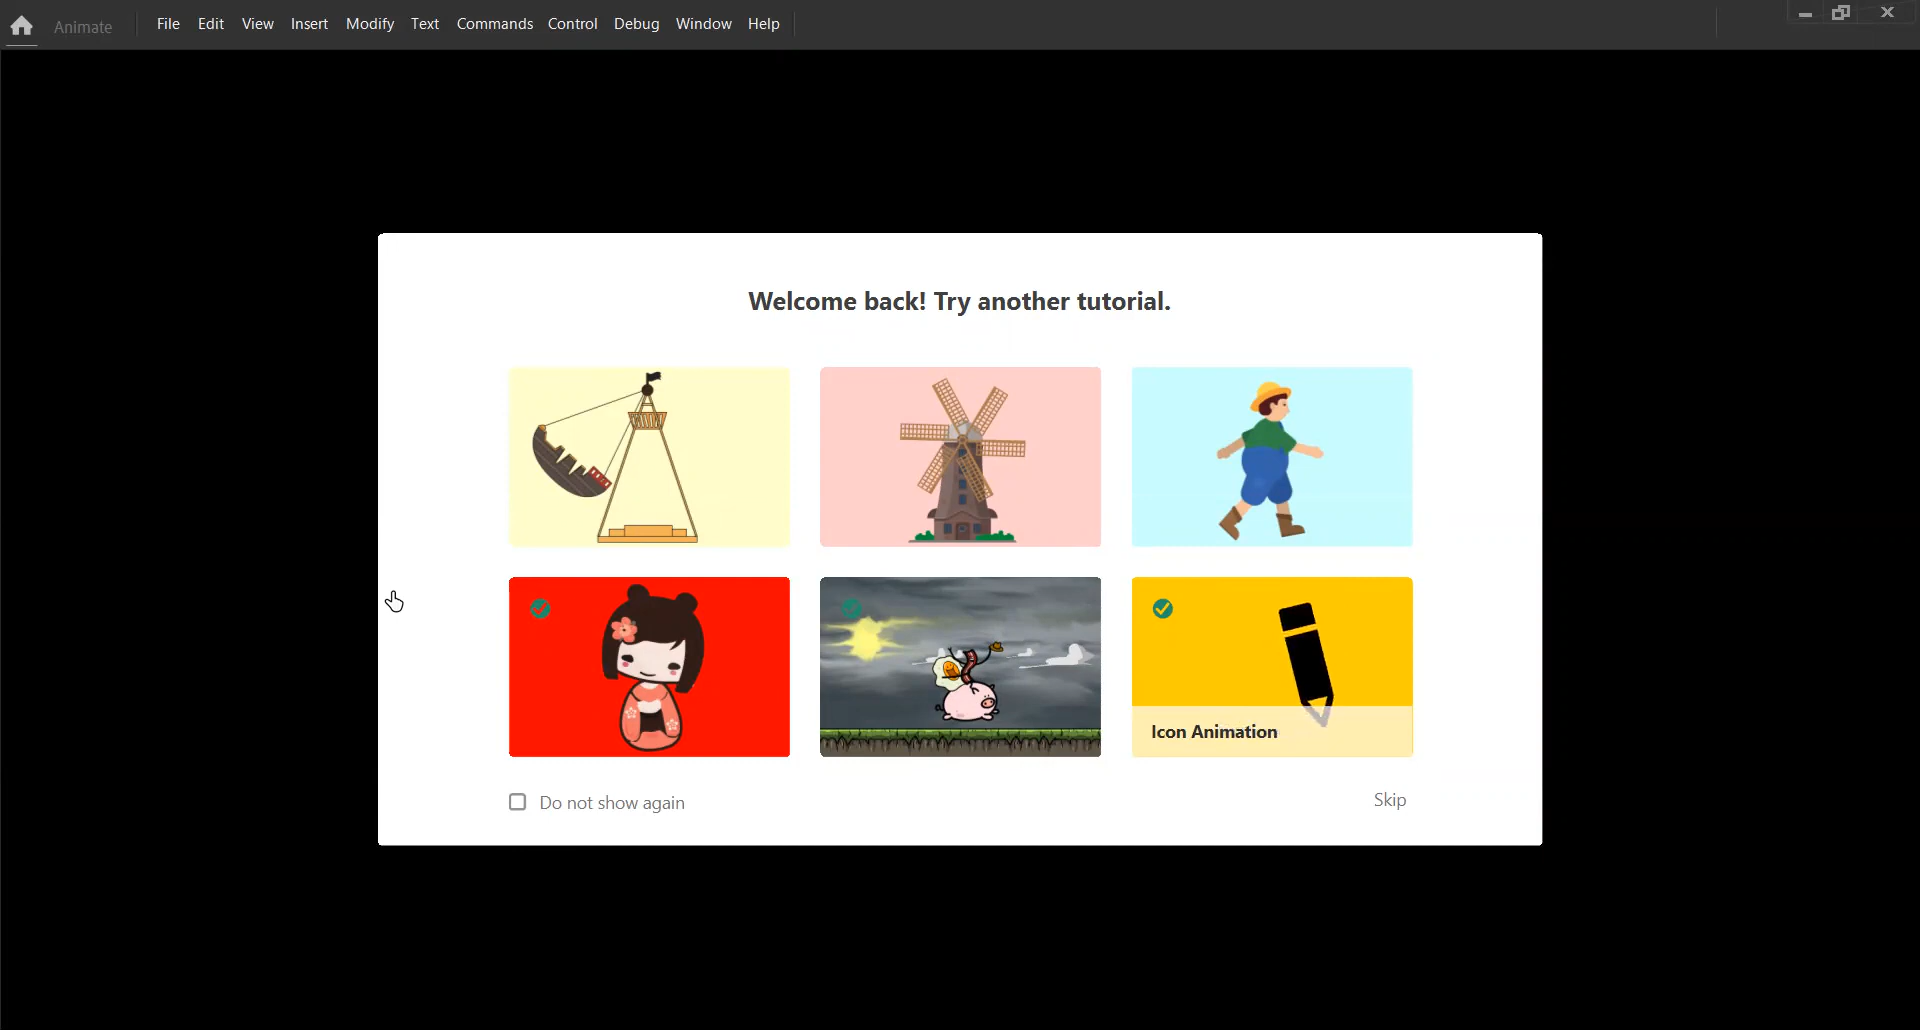 Animate
File Edit View Insert Modify Text Commands Control Debug Window Help
Welcome back! Try another tutorial.
Icon Animation
Do not show again
Skip